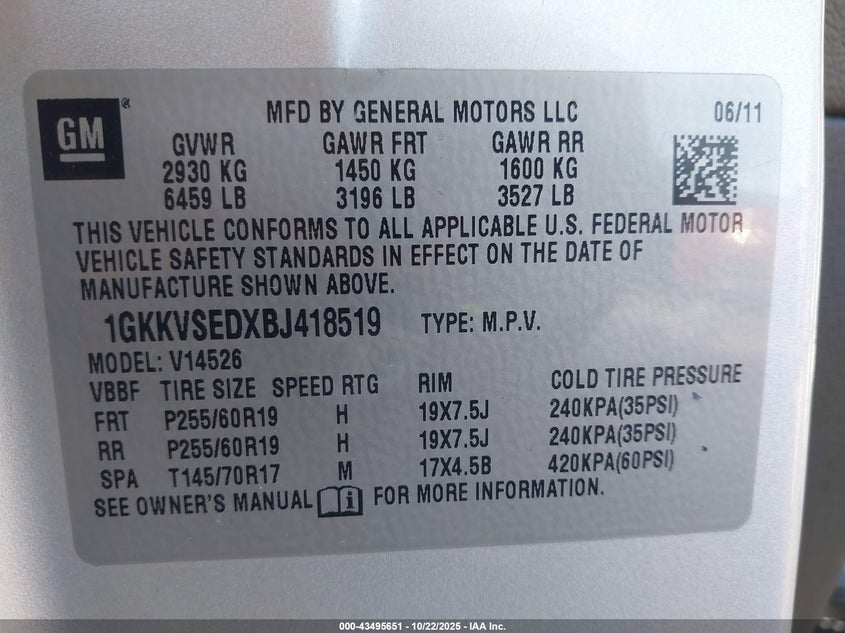 GM ®
MFD BY GENERAL MOTORS LLC 06/11
GVWR GAWR FRT GAWR RR
2930 KG 1450 KG 1600 KG
6459 LB 3196 LB 3527 LB
THIS VEHICLE CONFORMS TO ALL APPLICABLE U.S. FEDERAL MOTOR
VEHICLE SAFETY STANDARDS IN EFFECT ON THE DATE OF
MANUFACTURE SHOWN ABOVE.
1GKKVSEDXBJ418519 TYPE: M.P.V.
MODEL: V14526
VBBF TIRE SIZE SPEED RTG RIM COLD TIRE PRESSURE
FRT P255/60R19 H 19X7.5J 240KPA(35PSI)
RR P255/60R19 H 19X7.5J 240KPA(35PSI)
SPA T145/70R17 M 17X4.5B 420KPA(60PSI)
SEE OWNER'S MANUAL i FOR MORE INFORMATION.
000-43495651 - 10/22/2025 - IAA Inc.